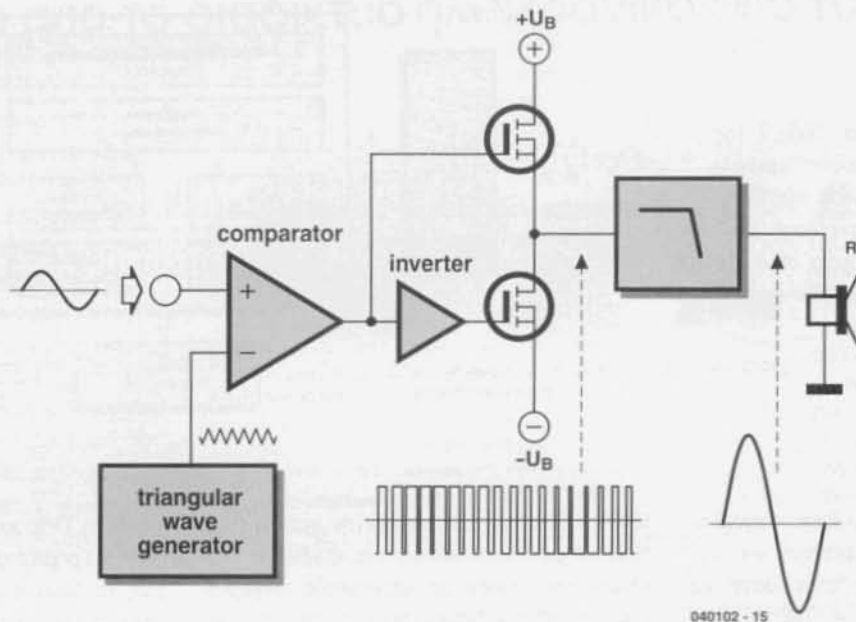 +U_B
+
comparator
inverter
+
−
−
−U_B
triangular
wave
generator
R
040102 - 15